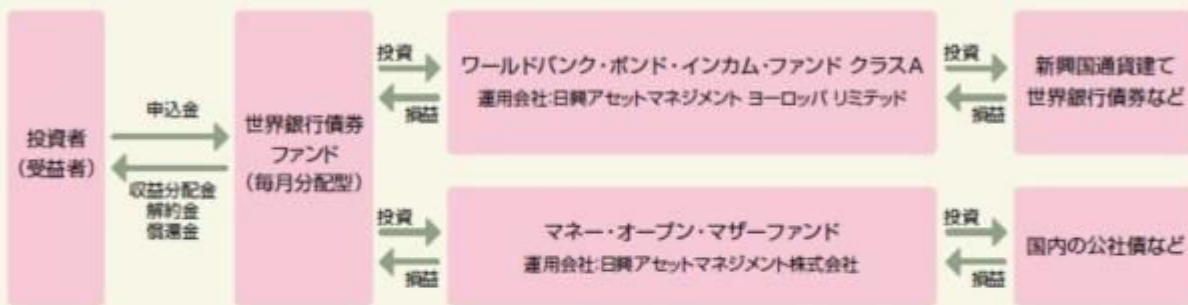 投資者
(受益者)
申込金
収益分配金
解約金
償還金
世界銀行債券
ファンド
(毎月分配型)
投資
損益
ワールドバンク・ボンド・インカム・ファンド クラスA
運用会社:日興アセットマネジメント ヨーロッパ リミテッド
投資
損益
新興国通貨建て
世界銀行債券など
投資
損益
マネー・オープン・マザーファンド
運用会社:日興アセットマネジメント株式会社
投資
損益
国内の公社債など